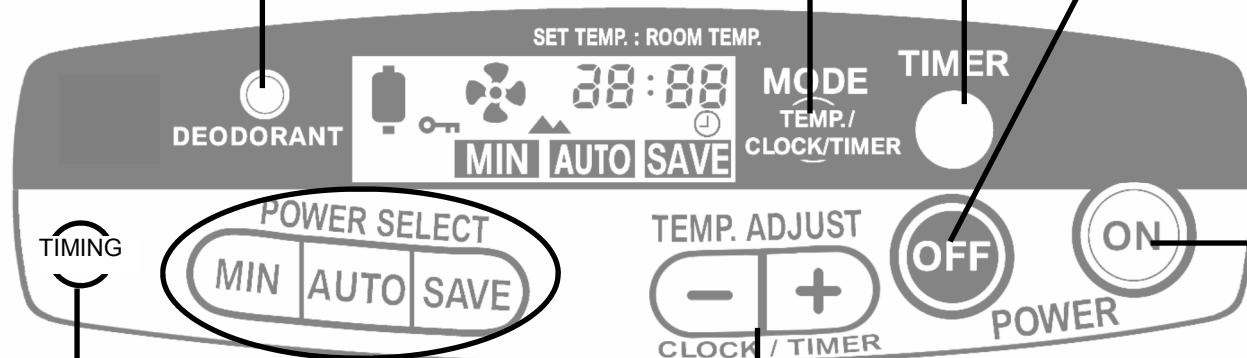 SET TEMP. : ROOM TEMP.
DEODORANT
28:88
MIN AUTO SAVE
MODE
TEMP./
CLOCK/TIMER
TIMER
TIMING
POWER SELECT
MIN AUTO SAVE
TEMP. ADJUST
- +
CLOCK / TIMER
OFF
ON
POWER